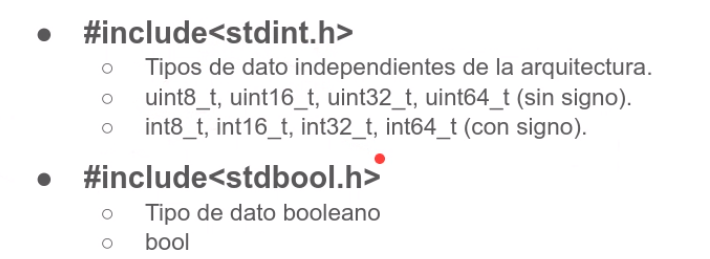 ● #include<stdint.h>
○ Tipos de dato independientes de la arquitectura.
○ uint8_t, uint16_t, uint32_t, uint64_t (sin signo).
○ int8_t, int16_t, int32_t, int64_t (con signo).
● #include<stdbool.h>
○ Tipo de dato booleano
○ bool